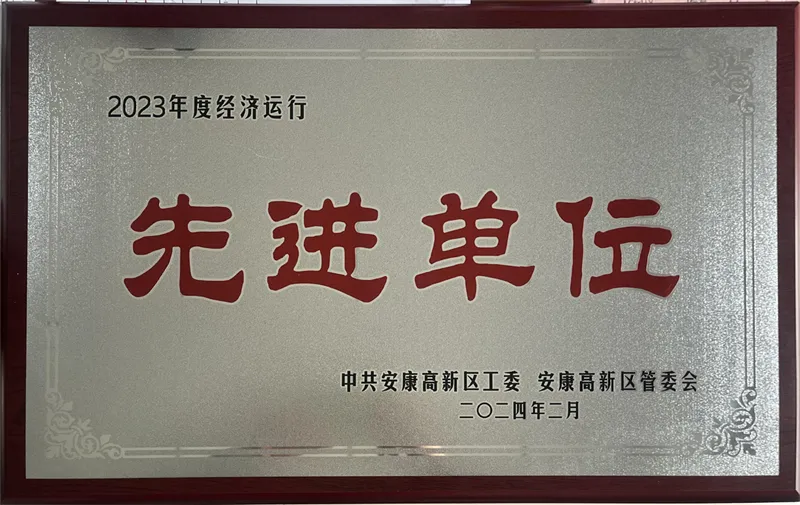 2023年度经济运行
先进单位
中共安康高新区工委 安康高新区管委会
二〇二四年二月